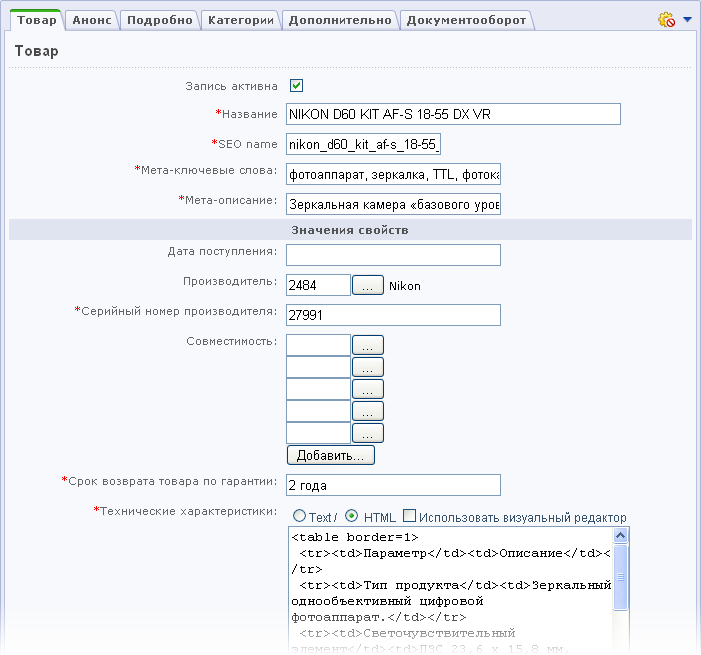 Товар Анонс Подробно Категории Дополнительно Документооборот
Товар
Запись активна
*Название NIKON D60 KIT AF-S 18-55 DX VR
*SEO name nikon_d60_kit_af-s_18-55_
*Мета-ключевые слова: фотоаппарат, зеркалка, TTL, фотока
*Мета-описание: Зеркальная камера «базового уров
Значения свойств
Дата поступления:
Производитель: 2484 ... Nikon
*Серийный номер производителя: 27991
Совместимость: ...
...
...
...
...
Добавить...
*Срок возврата товара по гарантии: 2 года
*Технические характеристики: Text / HTML Использовать визуальный редактор
<table border=1>
<tr><td>Параметр</td><td>Описание</td><
/tr>
<tr><td>Тип продукта</td><td>Зеркальный
однообъективный цифровой
фотоаппарат.</td></tr>
<tr><td>Светочувствительный
элемент</td><td>ПЗС 23,6 x 15,8 мм,